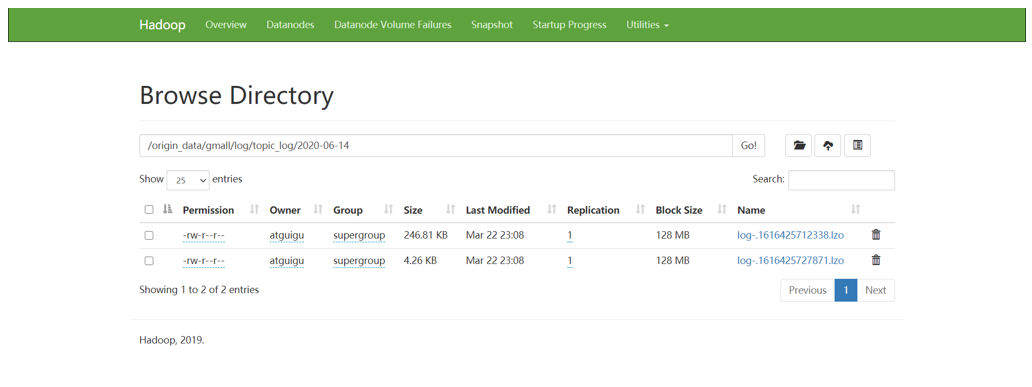 Hadoop Overview Datanodes Datanode Volume Failures Snapshot Startup Progress Utilities
Browse Directory
/origin_data/gmall/log/topic_log/2020-06-14 Go!
Show 25 entries Search:
Permission Owner Group Size Last Modified Replication Block Size Name
-rw-r--r-- atguigu supergroup 246.81 KB Mar 22 23:08 1 128 MB log-.1616425712338.lzo
-rw-r--r-- atguigu supergroup 4.26 KB Mar 22 23:08 1 128 MB log-.1616425727871.lzo
Showing 1 to 2 of 2 entries Previous 1 Next
Hadoop, 2019.